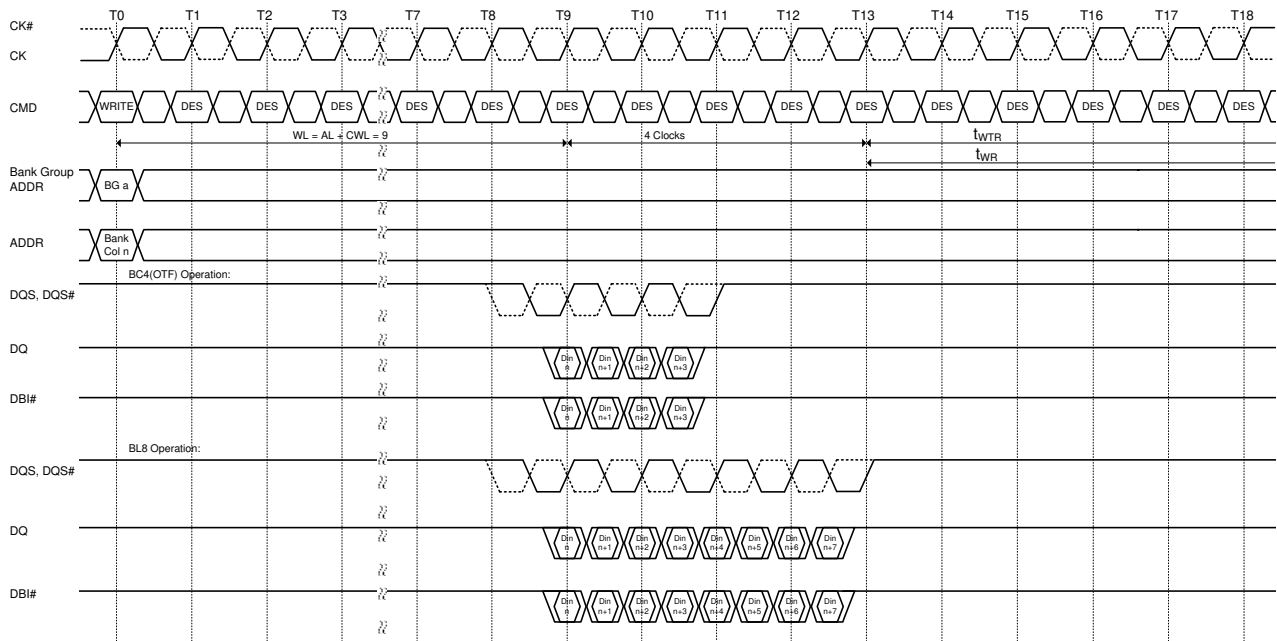 T0 T1 T2 T3 T7 T8 T9 T10 T11 T12 T13 T14 T15 T16 T17 T18
CK#
CK
CMD WRITE DES DES DES DES DES DES DES DES DES DES DES DES DES DES DES
WL = AL + CWL = 9 4 Clocks tWTR
tWR
Bank Group
ADDR BG a
ADDR Bank
Col n
BC4(OTF) Operation:
DQS, DQS#
DQ Din n Din n+1 Din n+2 Din n+3
DBI# Din n Din n+1 Din n+2 Din n+3
BL8 Operation:
DQS, DQS#
DQ Din n Din n+1 Din n+2 Din n+3 Din n+4 Din n+5 Din n+6 Din n+7
DBI# Din n Din n+1 Din n+2 Din n+3 Din n+4 Din n+5 Din n+6 Din n+7